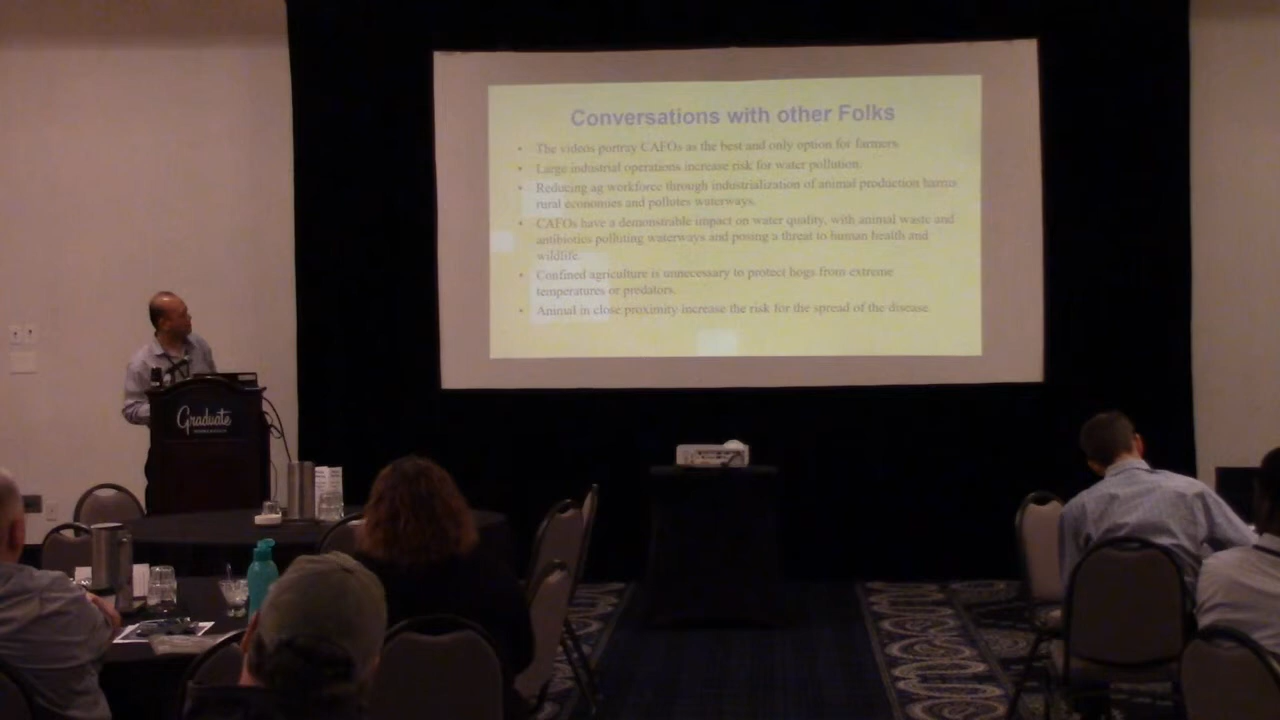 Conversations with other Folks
• The videos portray CAFOs as the best and only option for farmers
• Large industrial operations increase risk for water pollution.
• Reducing ag workforce through industrialization of animal production harms
rural economies and pollutes waterways.
• CAFOs have a demonstrable impact on water quality, with animal waste and
antibiotics polluting waterways and posing a threat to human health and
wildlife.
• Confined agriculture is unnecessary to protect hogs from extreme
temperatures or predators.
• Animal in close proximity increase the risk for the spread of the disease
Graduate